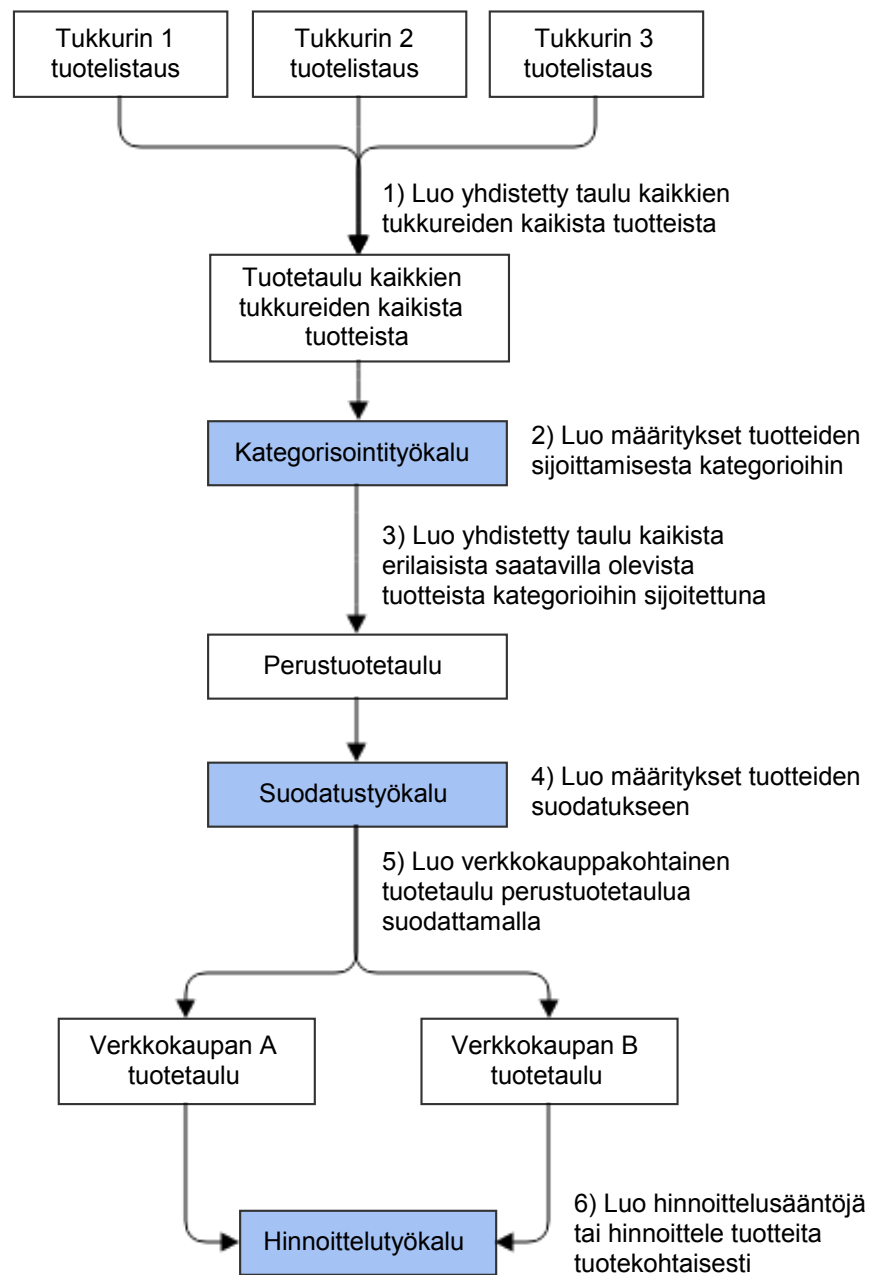 Tukkurin 1
tuotelistaus
Tukkurin 2
tuotelistaus
Tukkurin 3
tuotelistaus
1) Luo yhdistetty taulu kaikkien
tukkureiden kaikista tuotteista
Tuotetaulu kaikkien
tukkureiden kaikista
tuotteista
Kategorisointityökalu
2) Luo määritykset tuotteiden
sijoittamisesta kategorioihin
3) Luo yhdistetty taulu kaikista
erilaisista saatavilla olevista
tuotteista kategorioihin sijoitettuna
Perustuotetaulu
Suodatustyökalu
4) Luo määritykset tuotteiden
suodatukseen
5) Luo verkkokauppakohtainen
tuotetaulu perustuotetaulua
suodattamalla
Verkkokaupan A
tuotetaulu
Verkkokaupan B
tuotetaulu
Hinnoittelutyökalu
6) Luo hinnoittelusääntöjä
tai hinnoittele tuotteita
tuotekohtaisesti